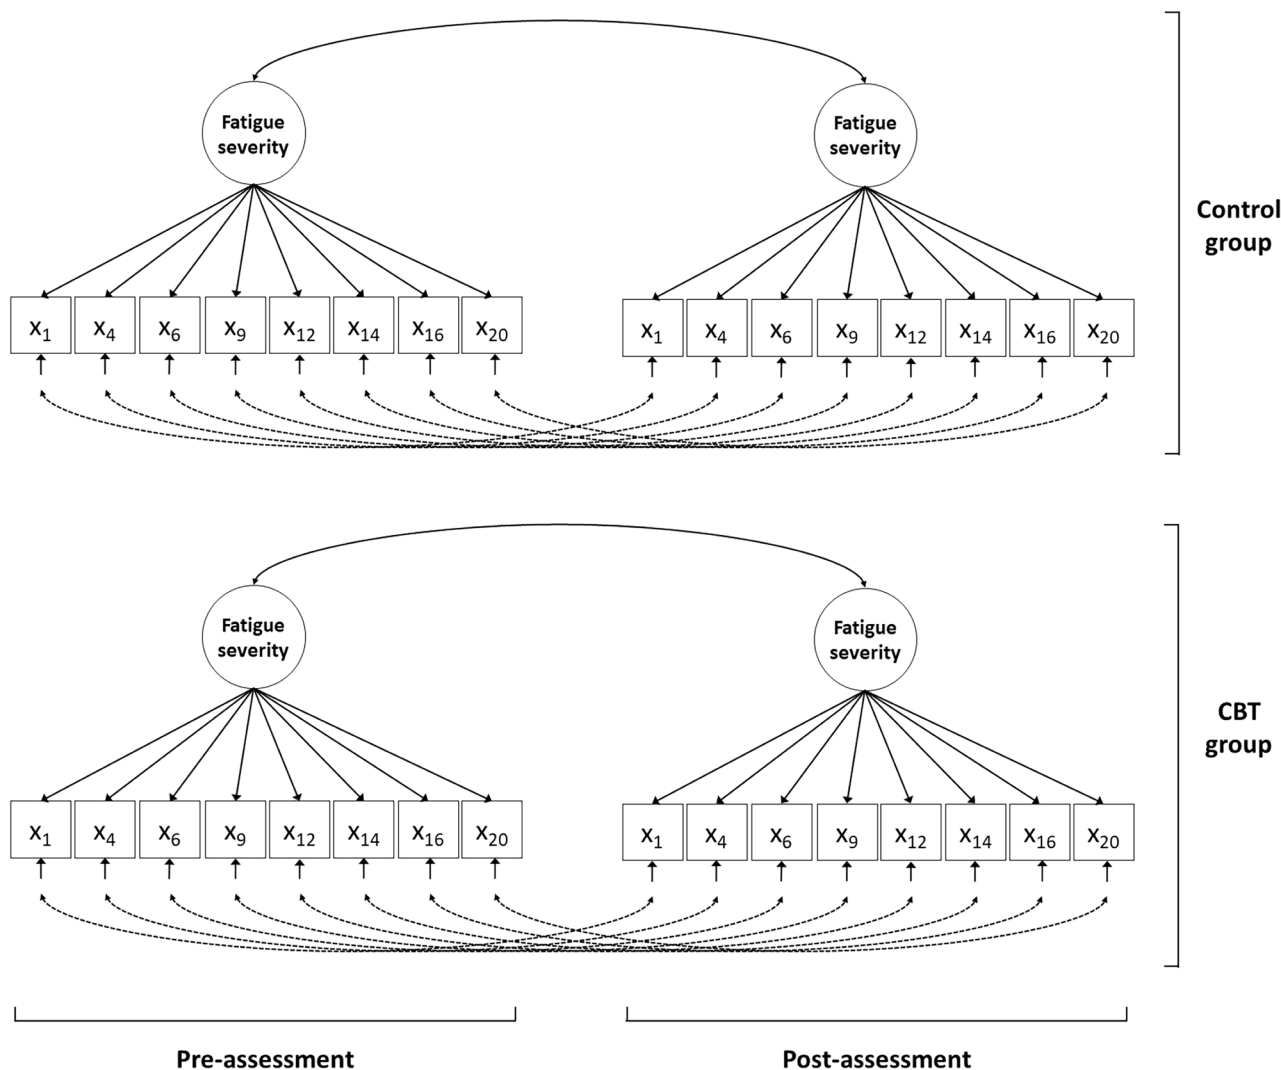 Fatigue
severity
Fatigue
severity
Control
group
x1 x4 x6 x9 x12 x14 x16 x20
x1 x4 x6 x9 x12 x14 x16 x20
Fatigue
severity
Fatigue
severity
CBT
group
x1 x4 x6 x9 x12 x14 x16 x20
x1 x4 x6 x9 x12 x14 x16 x20
Pre-assessment
Post-assessment